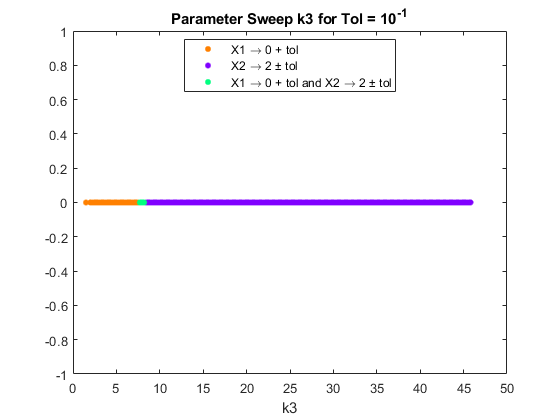 Parameter Sweep k3 for Tol = 10^-1
X1 → 0 + tol
X2 → 2 ± tol
X1 → 0 + tol and X2 → 2 ± tol
1
0.8
0.6
0.4
0.2
0
-0.2
-0.4
-0.6
-0.8
-1
0 5 10 15 20 25 30 35 40 45 50
k3